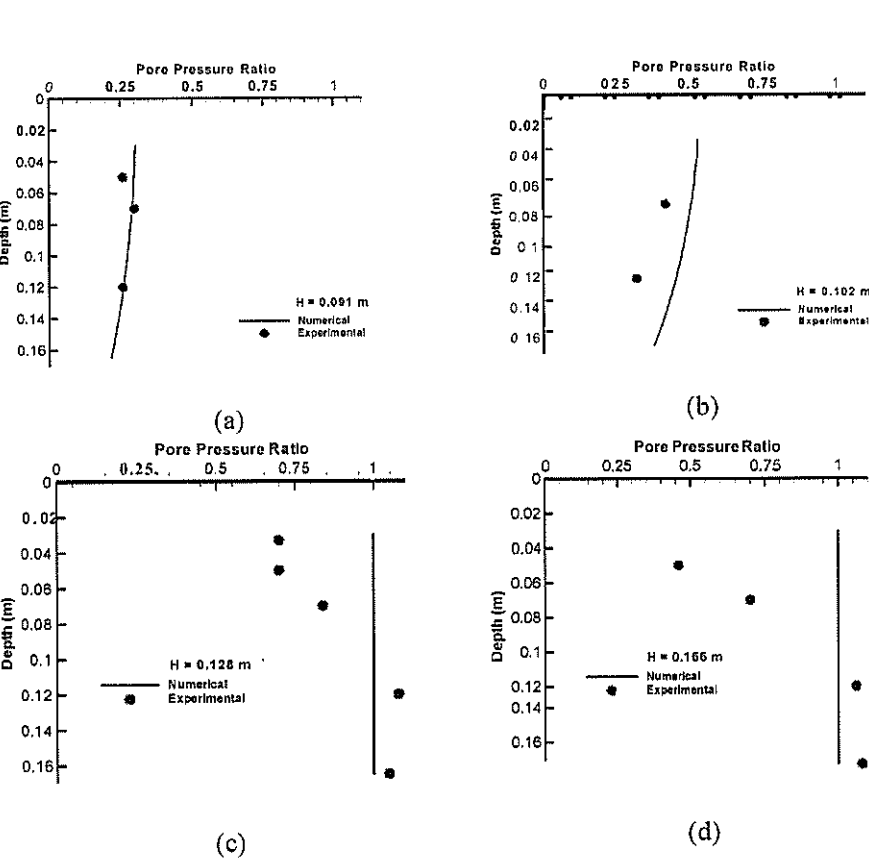 Pore Pressure Ratio
0 0.25 0.5 0.75 1
0
0.02
0.04
0.06
0.08
0.1
0.12
0.14
0.16
Depth (m)
H = 0.091 m
Numerical
Experimental
(a)
Pore Pressure Ratio
0 0 25 0.5 0.75 1
0.02
0 04
0.06
0.08
0 1
0 12
0.14
0 16
Depth (m)
H = 0.102 m
Numerical
Experimental
(b)
Pore Pressure Ratio
0 0.25 0.5 0.75 1
0
0.02
0.04
0.06
0.08
0.1
0.12
0.14
0.16
Depth (m)
H = 0.128 m
Numerical
Experimental
(c)
Pore Pressure Ratio
0 0.25 0.5 0.75 1
0
0.02
0.04
0.06
0.08
0.1
0.12
0.14
0.16
Depth (m)
H = 0.166 m
Numerical
Experimental
(d)